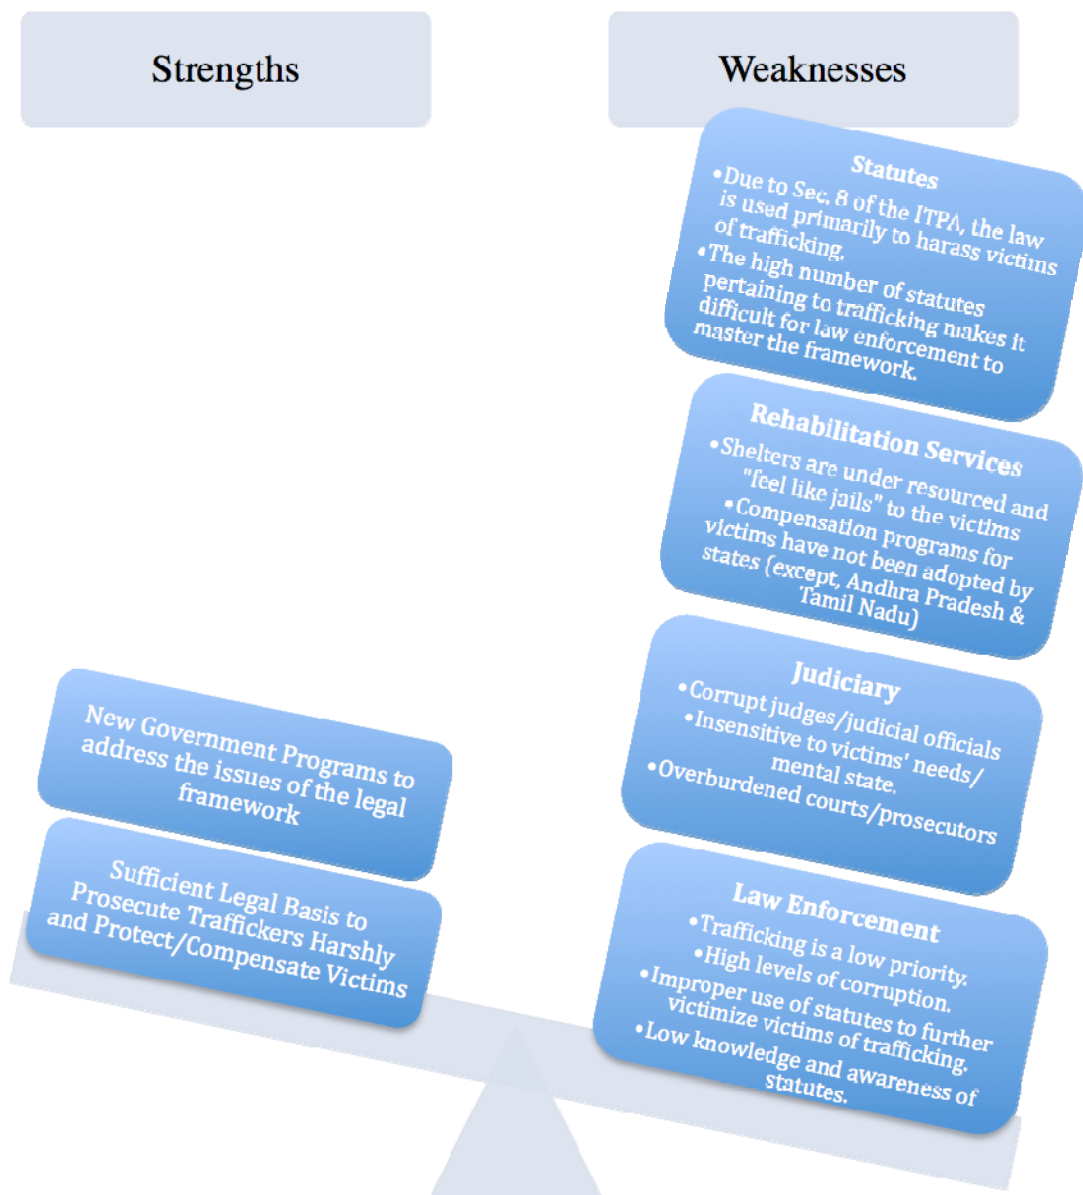 Strengths
New Government Programs to
address the issues of the legal
framework
Sufficient Legal Basis to
Prosecute Traffickers Harshly
and Protect/Compensate Victims
Weaknesses
Statutes
•Due to Sec. 8 of the ITPA, the law
is used primarily to harass victims
of trafficking.
•The high number of statutes
pertaining to trafficking makes it
difficult for law enforcement to
master the framework.
Rehabilitation Services
•Shelters are under resourced and
"feel like jails" to the victims
•Compensation programs for
victims have not been adopted by
states (except, Andhra Pradesh &
Tamil Nadu)
Judiciary
•Corrupt judges/judicial officials
•Insensitive to victims' needs/
mental state.
•Overburdened courts/prosecutors
Law Enforcement
•Trafficking is a low priority.
•High levels of corruption.
•Improper use of statutes to further
victimize victims of trafficking.
•Low knowledge and awareness of
statutes.